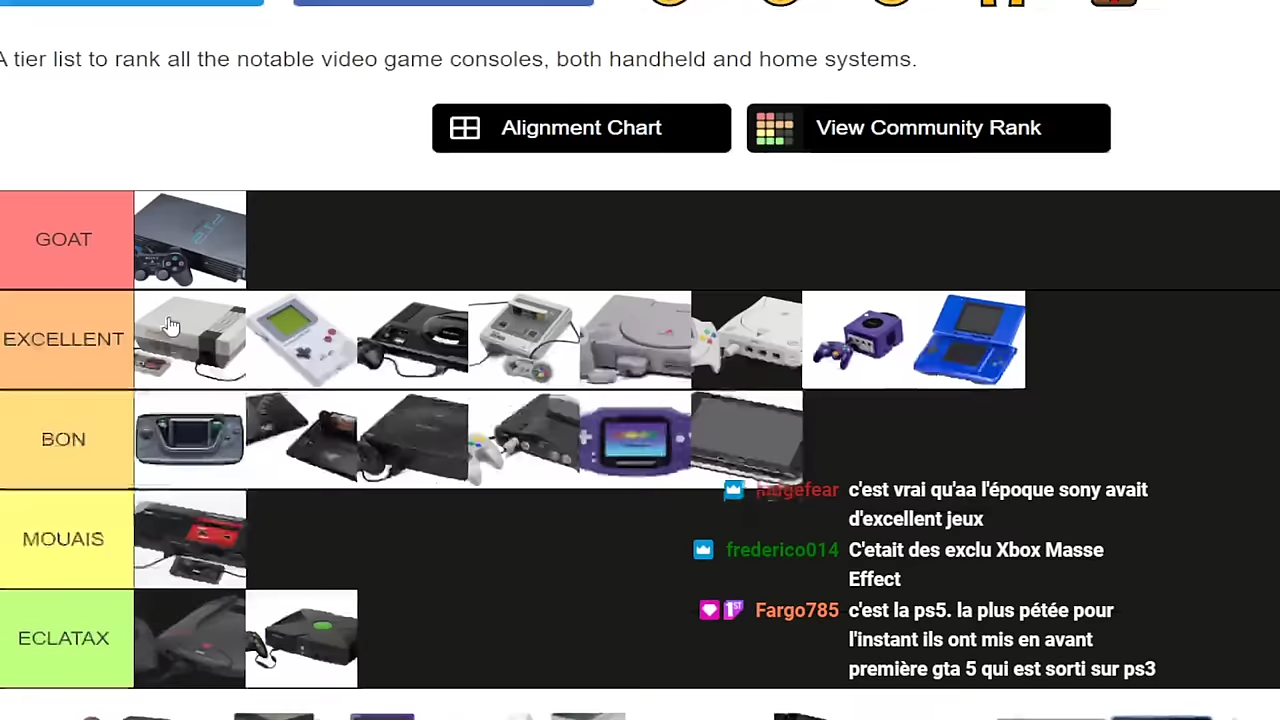 A tier list to rank all the notable video game consoles, both handheld and home systems.
Alignment Chart
View Community Rank
GOAT
EXCELLENT
BON
MOUAIS
ECLATAX
c'est vrai qu'aa l'époque sony avait
d'excellent jeux
frederico014 C'etait des exclu Xbox Masse
Effect
1ST Fargo785 c'est la ps5. la plus pétée pour
l'instant ils ont mis en avant
première gta 5 qui est sorti sur ps3